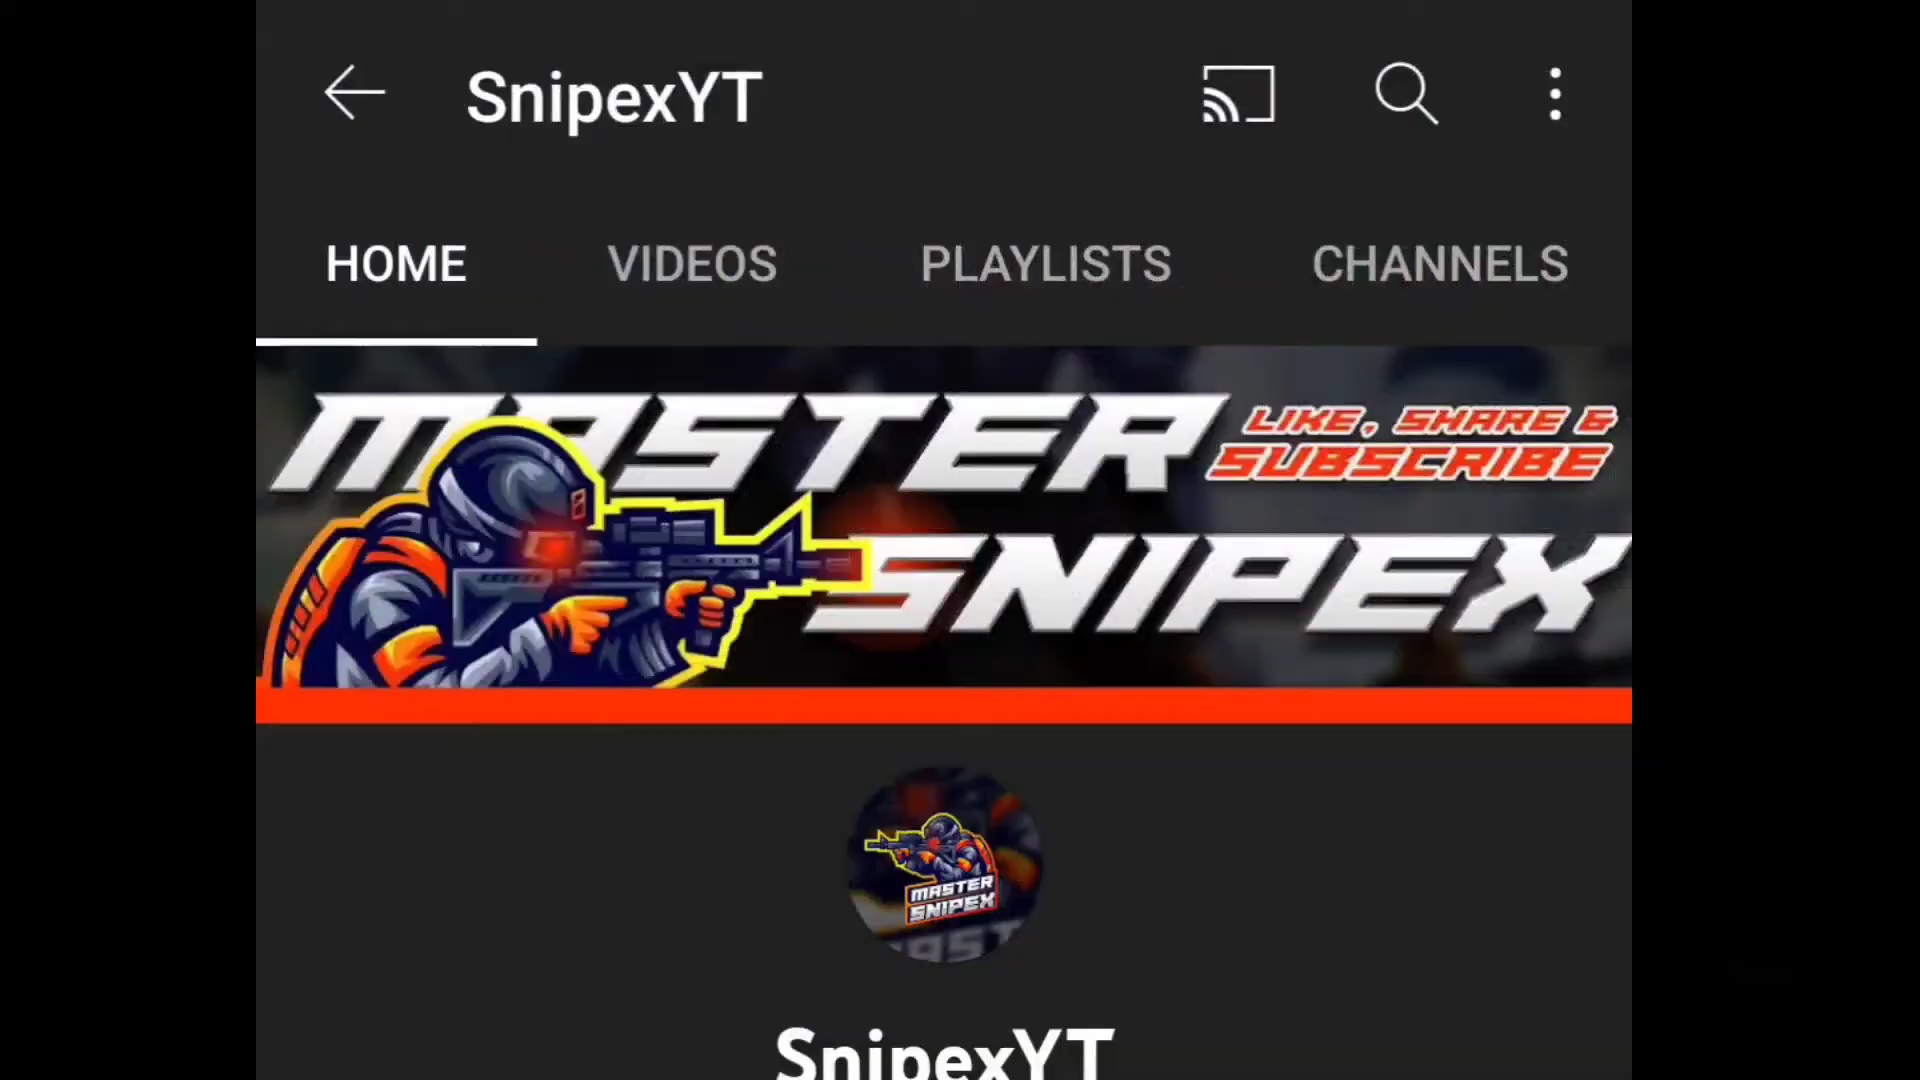 SnipexYT
HOME VIDEOS PLAYLISTS CHANNELS
MASTER
LIKE, SHARE &
SUBSCRIBE
SNIPEX
MASTER
SNIPEX
SnipexYT